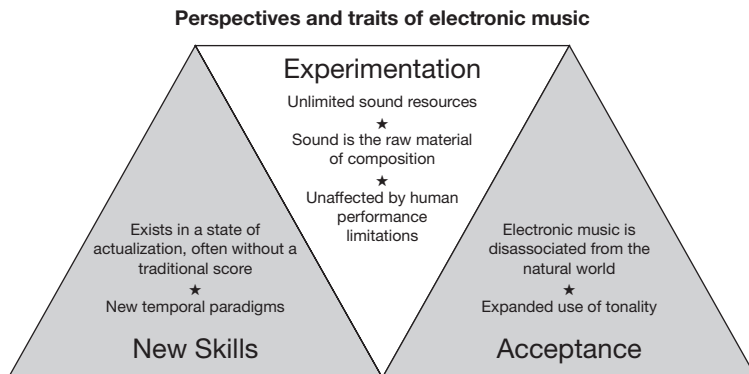 Perspectives and traits of electronic music
Experimentation
Unlimited sound resources
★
Sound is the raw material
of composition
★
Unaffected by human
performance
limitations
Exists in a state of
actualization, often without a
traditional score
★
New temporal paradigms
New Skills
Electronic music is
disassociated from the
natural world
★
Expanded use of tonality
Acceptance